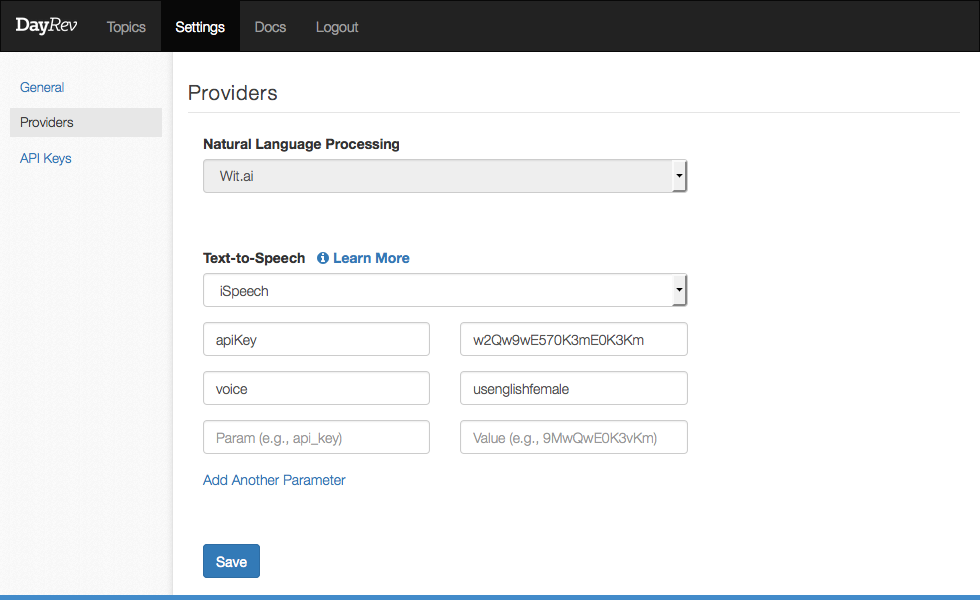 DayRev Topics Settings Docs Logout
General
Providers
API Keys
Providers
Natural Language Processing
Wit.ai
Text-to-Speech Learn More
iSpeech
apiKey w2Qw9wE570K3mE0K3Km
voice usenglishfemale
Param (e.g., api_key) Value (e.g., 9MwQwE0K3vKm)
Add Another Parameter
Save